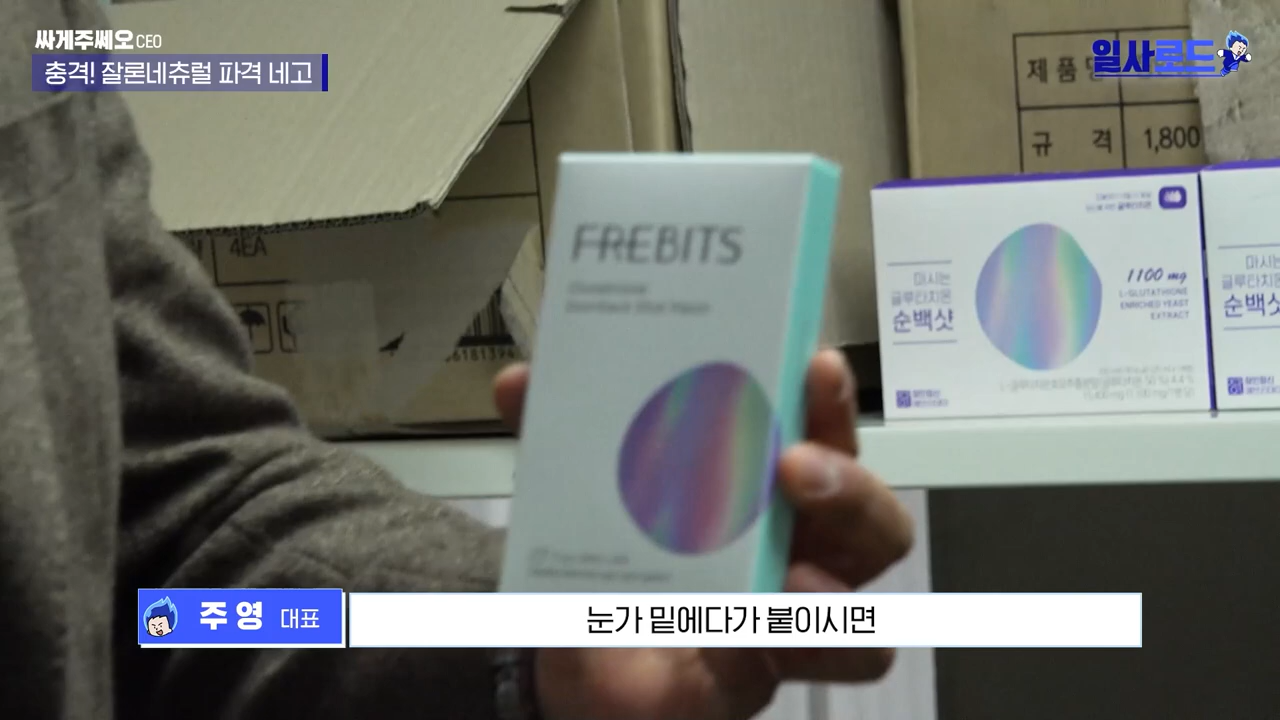 싸게주쎄오 CEO
충격! 잘론네츄럴 파격 네고
일사로드
제품명
규 격 1,800
4EA
6181394
FREBITS
마시는
글루타치온
순백샷
1100 mg
L-GLUTATHIONE
ENRICHED YEAST
EXTRACT
마시는
글루타치온
순백샷
주영 대표
눈가 밑에다가 붙이시면